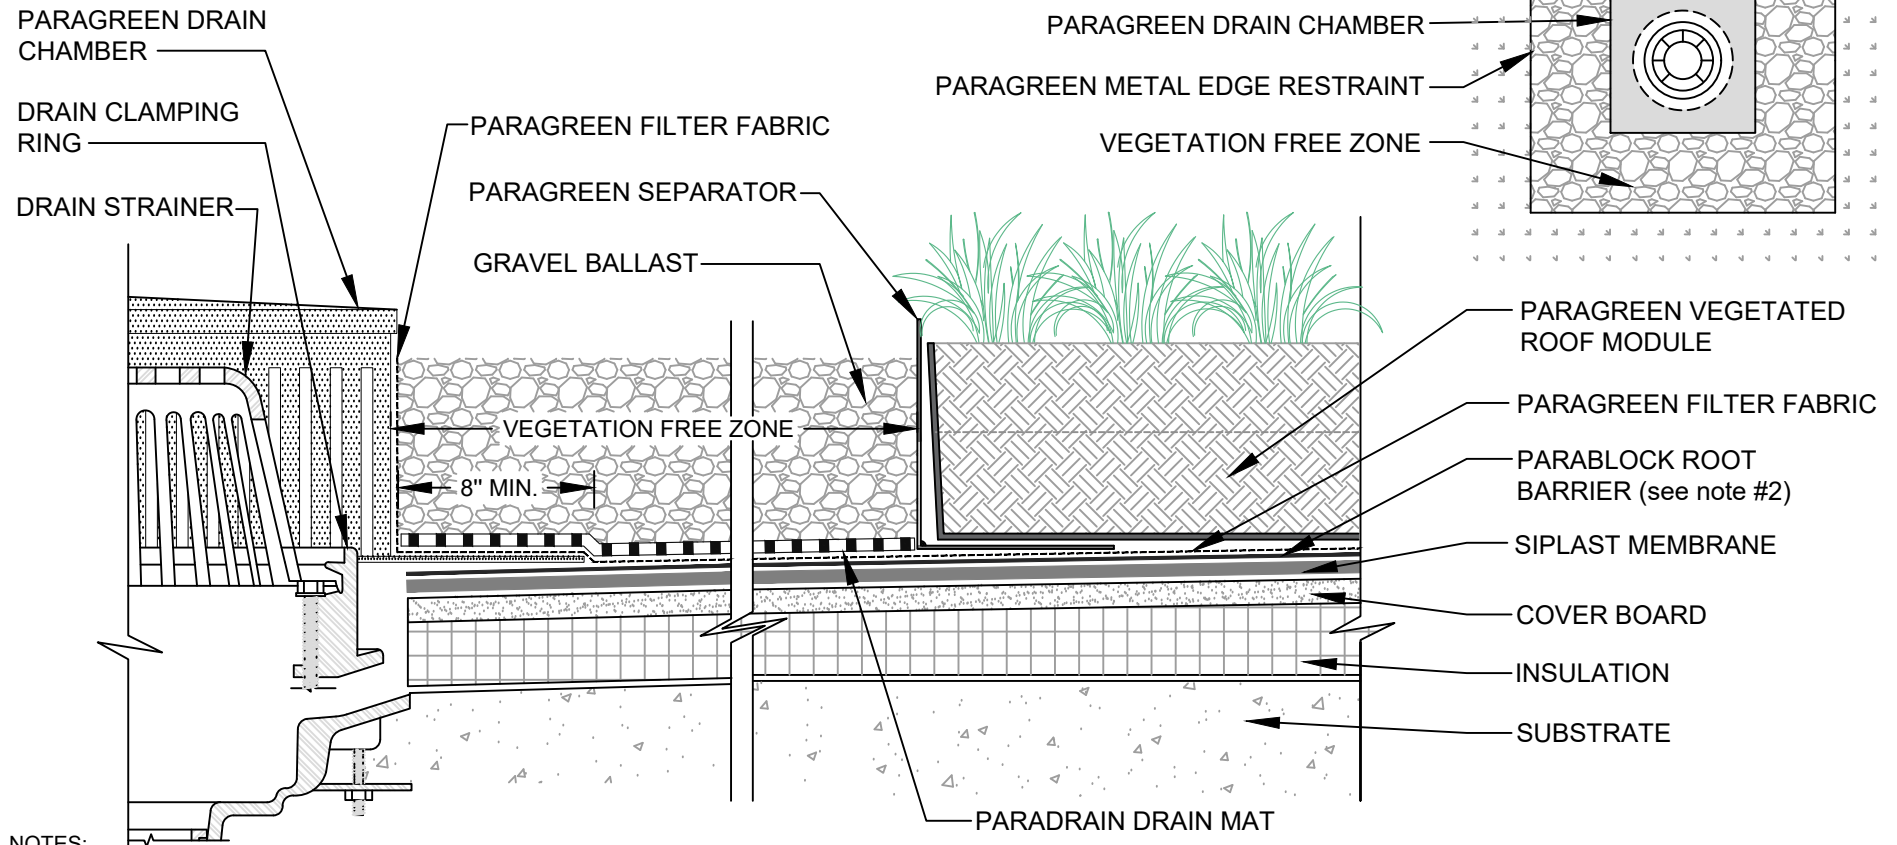 PARAGREEN DRAIN
CHAMBER
DRAIN CLAMPING
RING
DRAIN STRAINER
PARAGREEN FILTER FABRIC
PARAGREEN SEPARATOR
GRAVEL BALLAST
VEGETATION FREE ZONE
8" MIN.
PARAGREEN DRAIN CHAMBER
PARAGREEN METAL EDGE RESTRAINT
VEGETATION FREE ZONE
PARAGREEN VEGETATED
ROOF MODULE
PARAGREEN FILTER FABRIC
PARABLOCK ROOT
BARRIER (see note #2)
SIPLAST MEMBRANE
COVER BOARD
INSULATION
SUBSTRATE
PARADRAIN DRAIN MAT
NOTES: